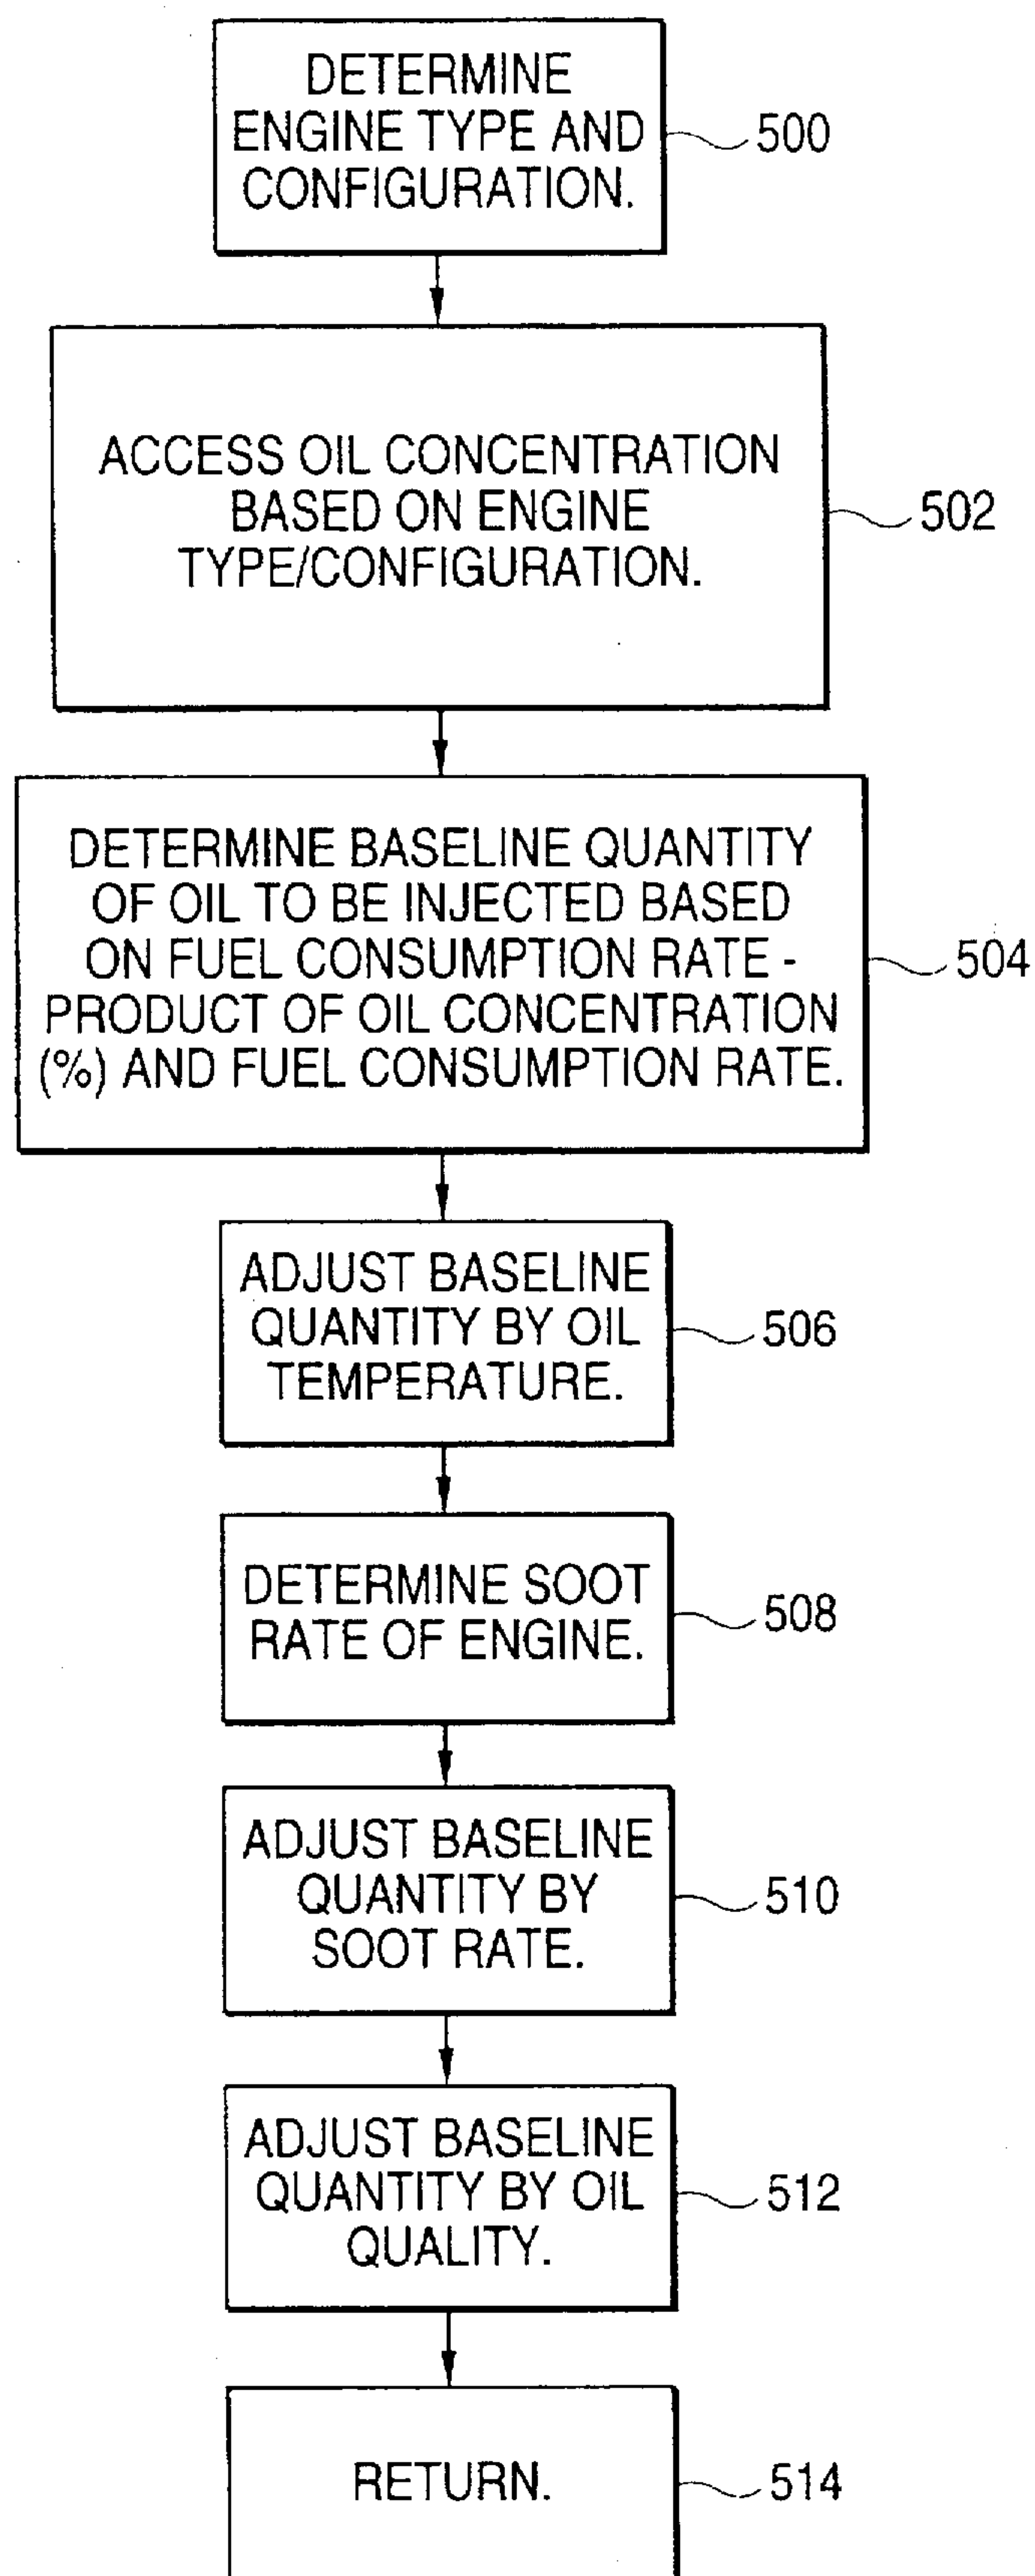 DETERMINE
ENGINE TYPE AND
CONFIGURATION.
500
ACCESS OIL CONCENTRATION
BASED ON ENGINE
TYPE/CONFIGURATION.
502
DETERMINE BASELINE QUANTITY
OF OIL TO BE INJECTED BASED
ON FUEL CONSUMPTION RATE -
PRODUCT OF OIL CONCENTRATION
(%) AND FUEL CONSUMPTION RATE.
504
ADJUST BASELINE
QUANTITY BY OIL
TEMPERATURE.
506
DETERMINE SOOT
RATE OF ENGINE.
508
ADJUST BASELINE
QUANTITY BY
SOOT RATE.
510
ADJUST BASELINE
QUANTITY BY OIL
QUALITY.
512
RETURN.
514